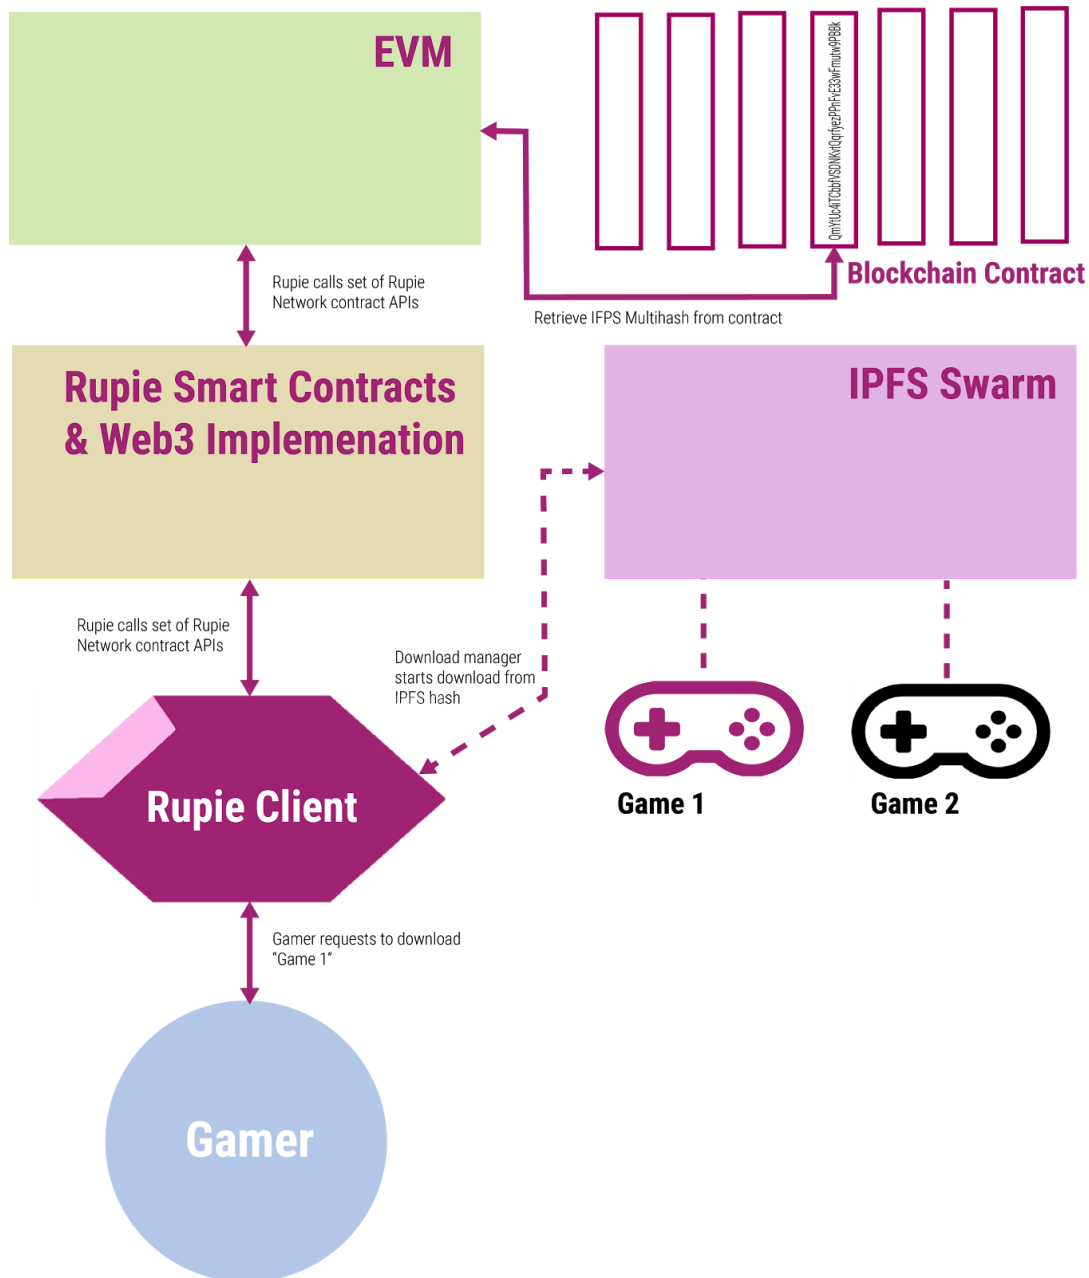 EVM
QmYtUc4iTCbbfVSDNKvtQqrfyezPPnFvE33wFmutw9PBBk
Blockchain Contract
Rupie calls set of Rupie
Network contract APIs
Retrieve IFPS Multihash from contract
Rupie Smart Contracts
& Web3 Implemenation
IPFS Swarm
Rupie calls set of Rupie
Network contract APIs
Download manager
starts download from
IPFS hash
Game 1
Game 2
Rupie Client
Gamer requests to download
"Game 1"
Gamer